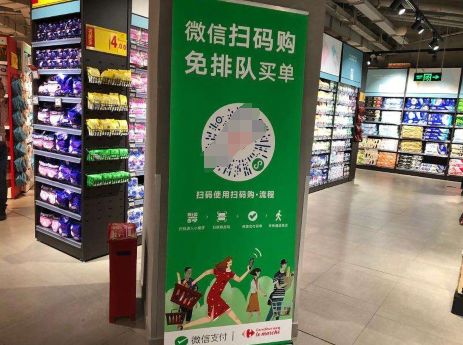 微信扫码购
免排队买单
扫码使用扫码购·流程
微信支付
Carrefour
le marché
4.00